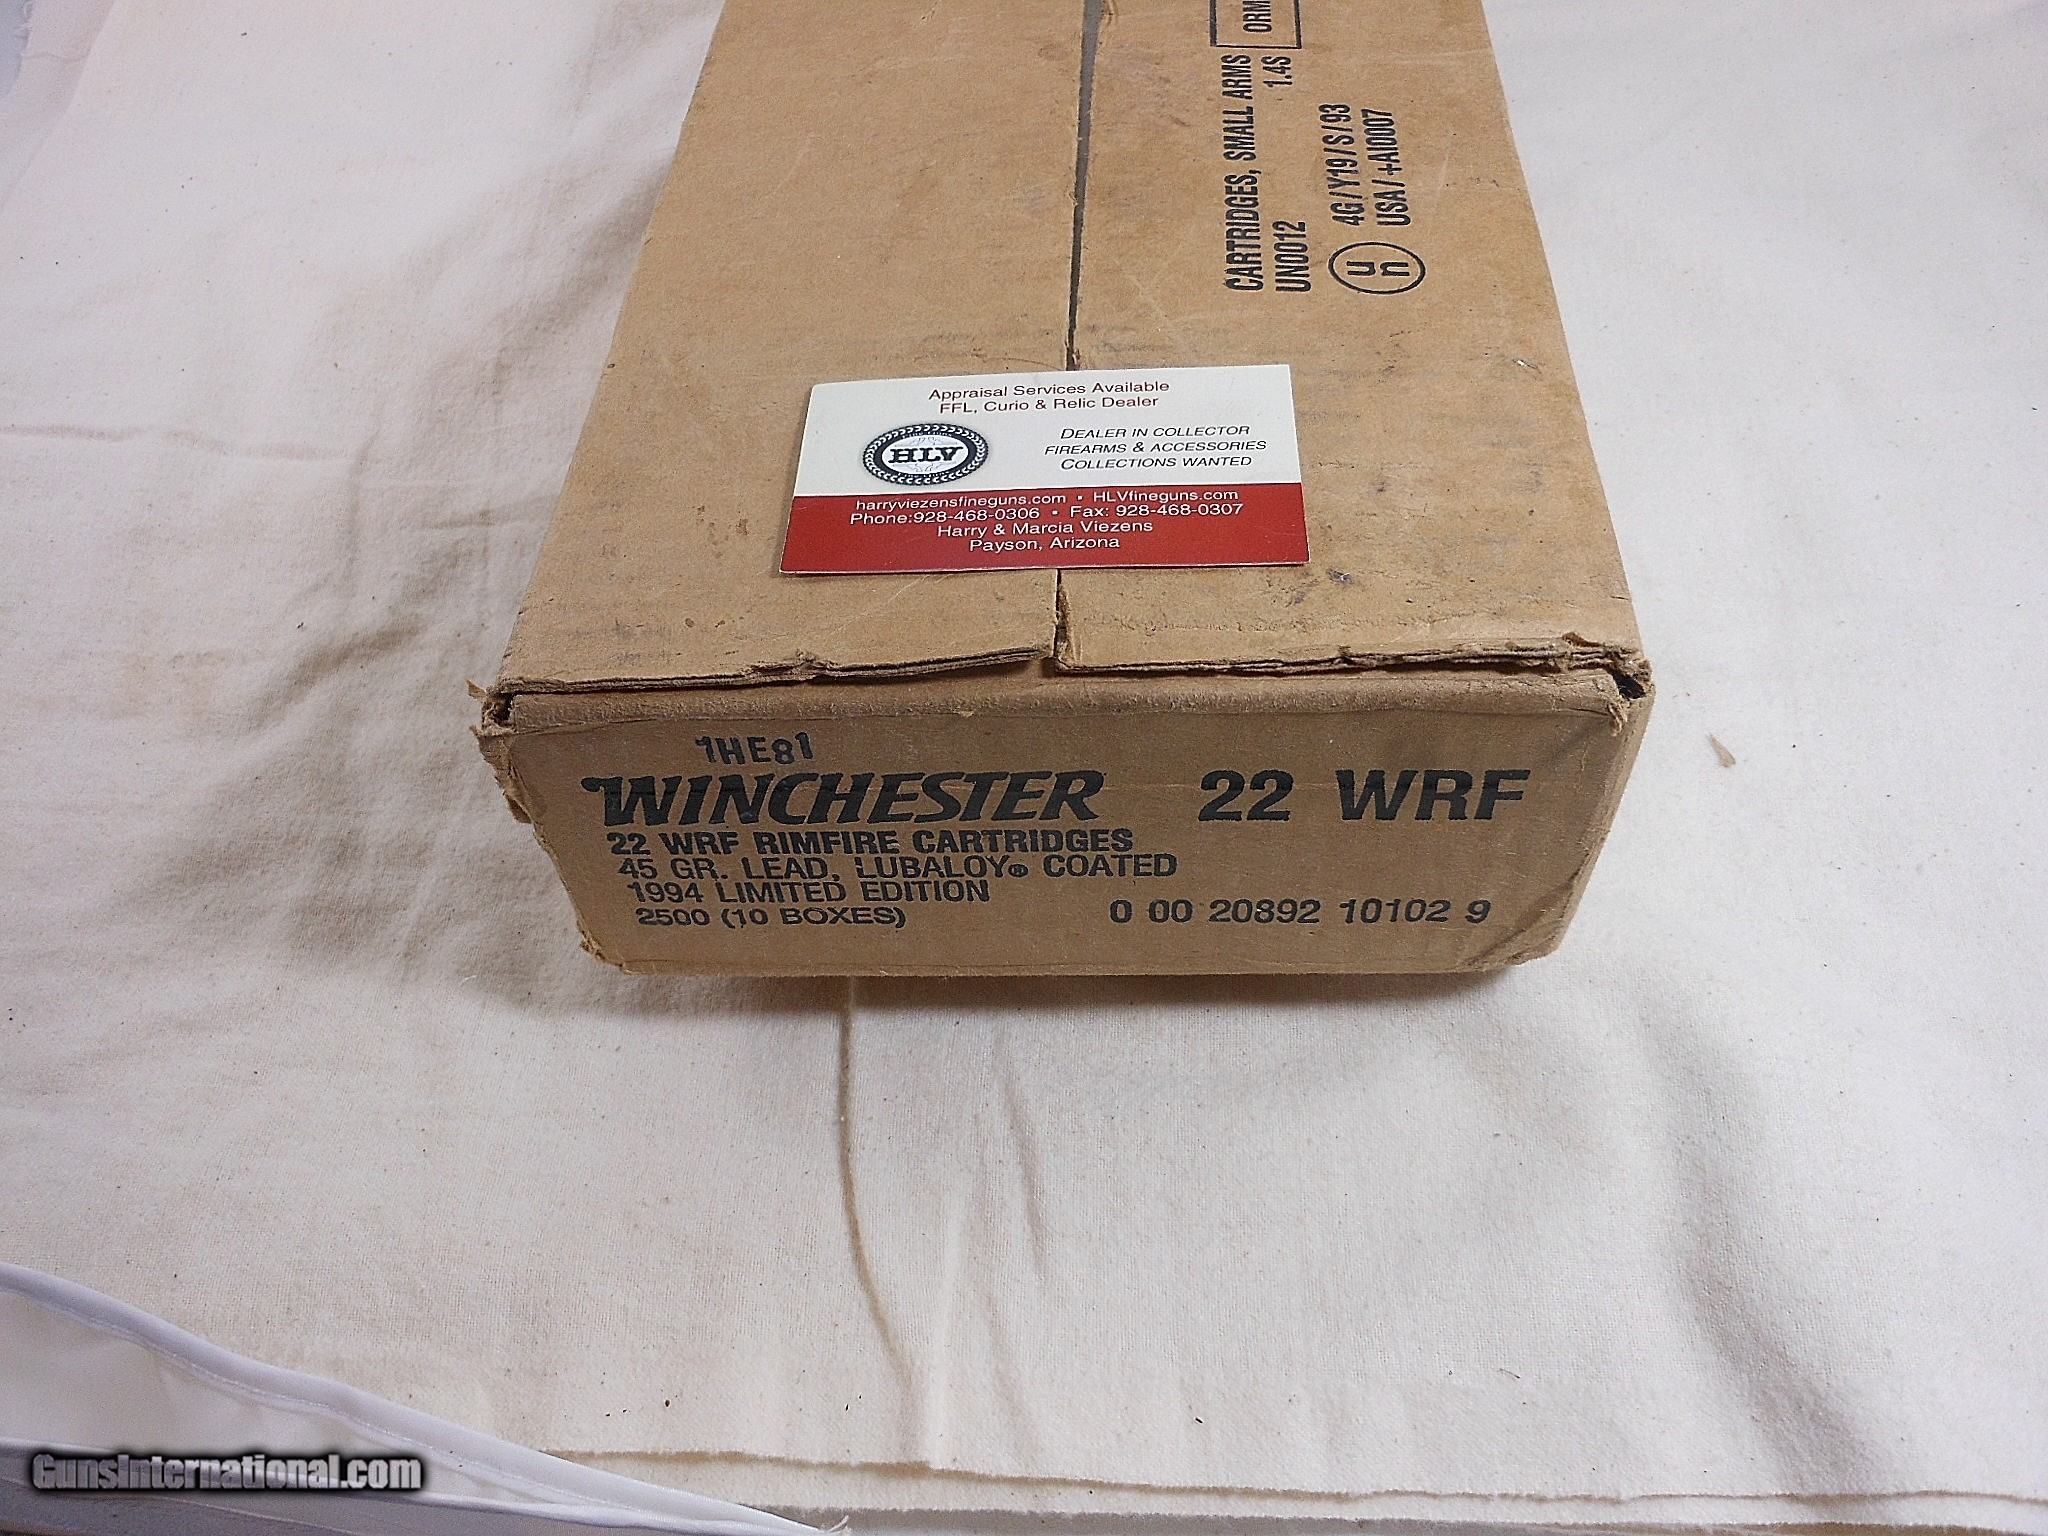 CARTRIDGES, SMALL ARMS
UN0012 1.4S
ORM
un
4G/Y19/S/93
USA/+AI0007
Appraisal Services Available
FFL, Curio & Relic Dealer
HLV
DEALER IN COLLECTOR
FIREARMS & ACCESSORIES
COLLECTIONS WANTED
harryviezensfineguns.com • HLVfineguns.com
Phone:928-468-0306 • Fax: 928-468-0307
Harry & Marcia Viezens
Payson, Arizona
1HE81
WINCHESTER 22 WRF
22 WRF RIMFIRE CARTRIDGES
45 GR. LEAD, LUBALOY® COATED
1994 LIMITED EDITION
2500 (10 BOXES) 0 00 20892 10102 9
GunsInternational.com